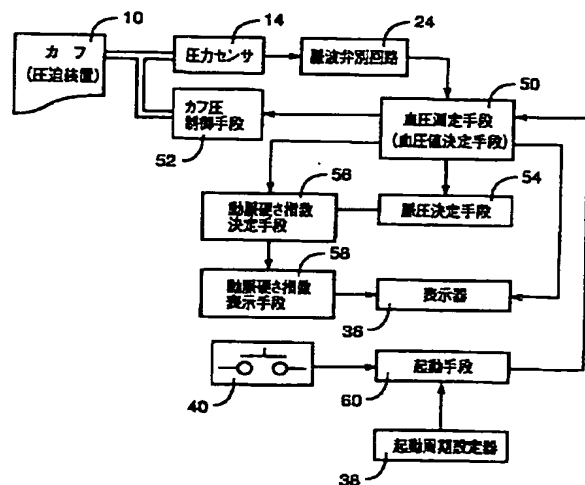 10
カフ
(圧迫装置)
14
圧力センサ
24
脈波弁別回路
カフ圧
制御手段
52
50
血圧測定手段
(血圧値決定手段)
56
動脈硬さ指数
決定手段
54
脈圧決定手段
58
動脈硬さ指数
表示手段
表示器
36
40
起動手段
60
起動周期設定器
38